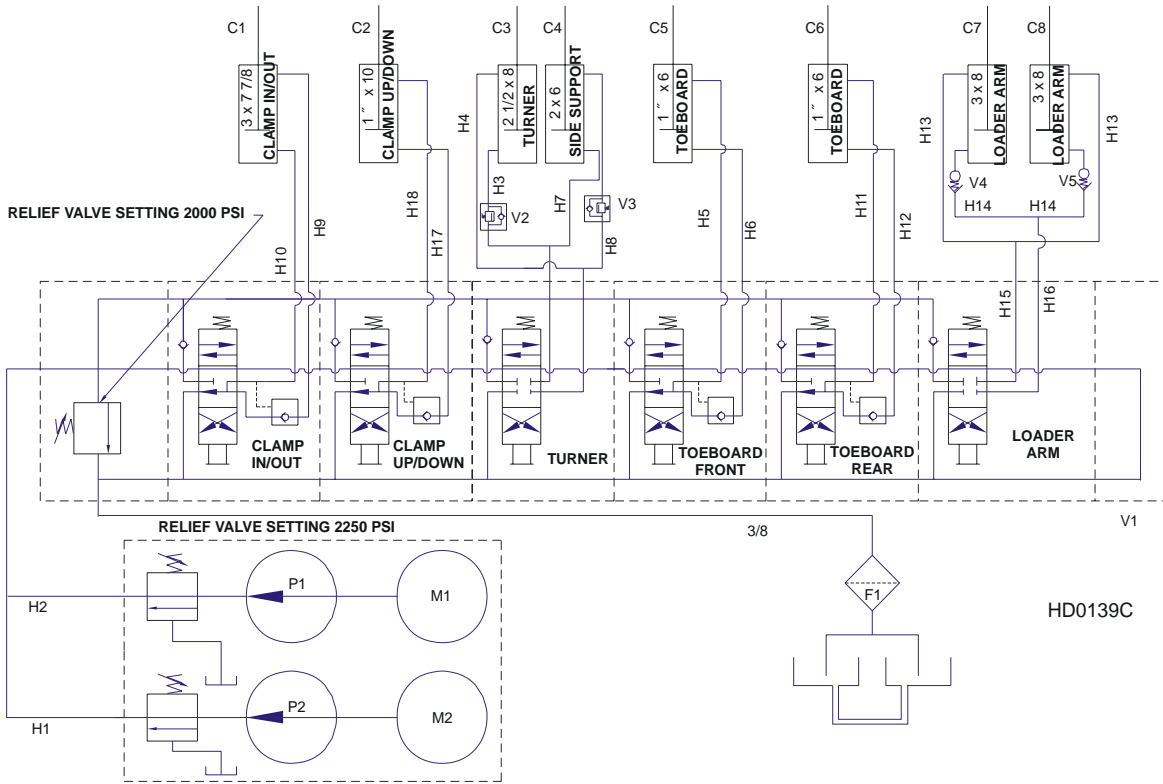 C1
C2
C3
C4
C5
C6
C7
C8
3 x 7 7/8
CLAMP IN/OUT
1 ″ x 10
CLAMP UP/DOWN
2 1/2 x 8
TURNER
2 x 6
SIDE SUPPORT
1 ″ x 6
TOEBOARD
1 ″ x 6
TOEBOARD
3 x 8
LOADER ARM
3 x 8
LOADER ARM
H4
H3
H7
H13
H13
V4
V5
H14
H14
RELIEF VALVE SETTING 2000 PSI
V2
V3
H10
H9
H18
H17
H8
H5
H6
H11
H12
H15
H16
CLAMP
IN/OUT
CLAMP
UP/DOWN
TURNER
TOEBOARD
FRONT
TOEBOARD
REAR
LOADER
ARM
V1
RELIEF VALVE SETTING 2250 PSI
3/8
P1
M1
F1
H2
HD0139C
P2
M2
H1